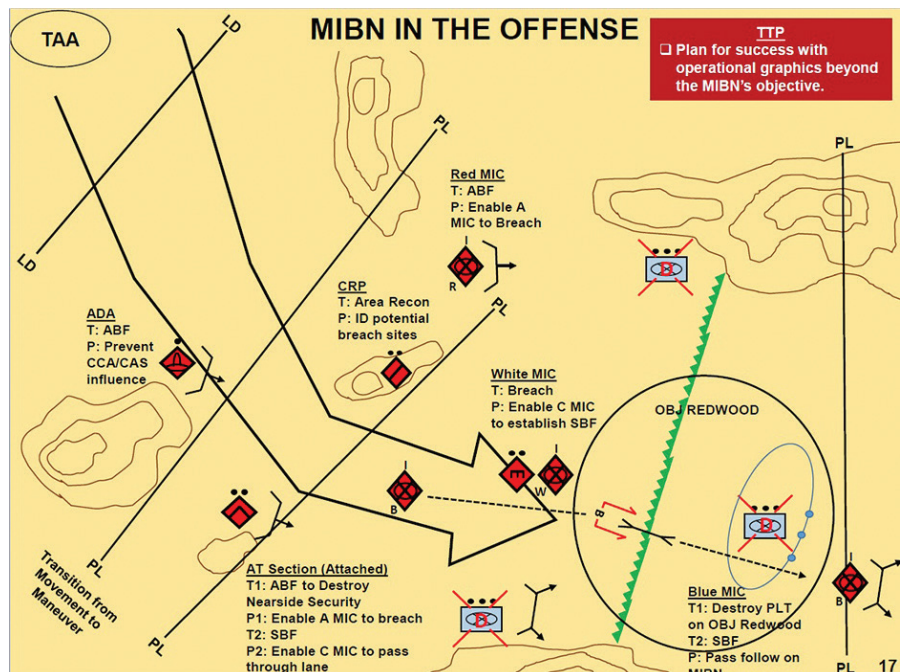 TAA
LD
MIBN IN THE OFFENSE
TTP
❑ Plan for success with
operational graphics beyond
the MIBN's objective.
PL
PL
Red MIC
T: ABF
P: Enable A
MIC to Breach
R
LD
CRP
T: Area Recon
P: ID potential
breach sites
PL
B
ADA
T: ABF
P: Prevent
CCA/CAS
influence
White MIC
T: Breach
P: Enable C MIC
to establish SBF
OBJ REDWOOD
E
W
B
B
B
PL
Transition from
Movement to
Maneuver
PL
AT Section (Attached)
T1: ABF to Destroy
Nearside Security
P1: Enable A MIC to breach
T2: SBF
P2: Enable C MIC to pass
through lane
B
Blue MIC
T1: Destroy PLT
on OBJ Redwood
T2: SBF
P: Pass follow on
MIBN
B
PL
17